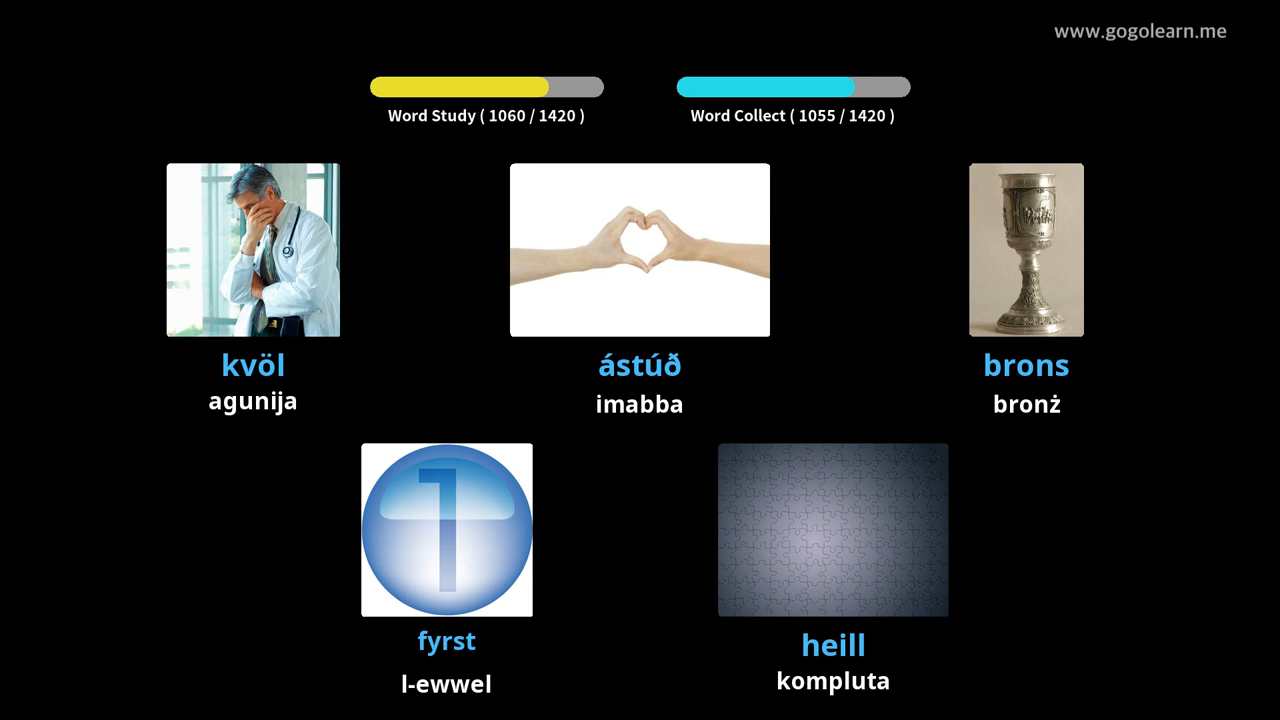 www.gogolearn.me
Word Study ( 1060 / 1420 )
Word Collect ( 1055 / 1420 )
kvöl
agunija
ástúð
imabba
brons
bronż
1
fyrst
l-ewwel
heill
kompluta